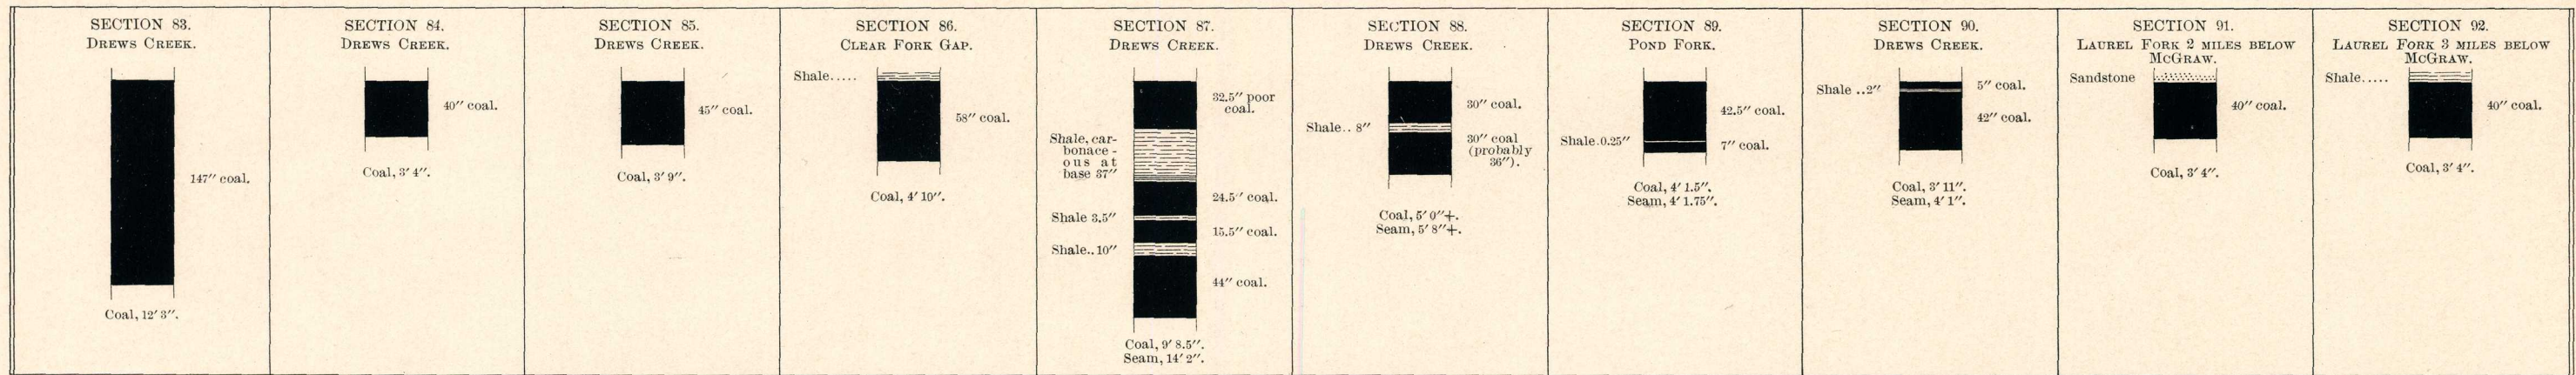 SECTION 83.
DREWS CREEK.
147″ coal.
Coal, 12′ 3″.
SECTION 84.
DREWS CREEK.
40″ coal.
Coal, 3′ 4″.
SECTION 85.
DREWS CREEK.
45″ coal.
Coal, 3′ 9″.
SECTION 86.
CLEAR FORK GAP.
Shale.....
58″ coal.
Coal, 4′ 10″.
SECTION 87.
DREWS CREEK.
32.5″ poor
coal.
Shale, car-
bonace-
ous at
base 37″
24.5″ coal.
Shale 3.5″
15.5″ coal.
Shale.. 10″
44″ coal.
Coal, 9′ 8.5″.
Seam, 14′ 2″.
SECTION 88.
DREWS CREEK.
30″ coal.
Shale.. 8″
30″ coal
(probably
36″).
Coal, 5′ 0″+.
Seam, 5′ 8″+.
SECTION 89.
POND FORK.
42.5″ coal.
Shale.0.25″
7″ coal.
Coal, 4′ 1.5″.
Seam, 4′ 1.75″.
SECTION 90.
DREWS CREEK.
Shale ..2″
5″ coal.
42″ coal.
Coal, 3′ 11″.
Seam, 4′ 1″.
SECTION 91.
LAUREL FORK 2 MILES BELOW
MCGRAW.
Sandstone
40″ coal.
Coal, 3′ 4″.
SECTION 92.
LAUREL FORK 3 MILES BELOW
MCGRAW.
Shale.....
40″ coal.
Coal, 3′ 4″.